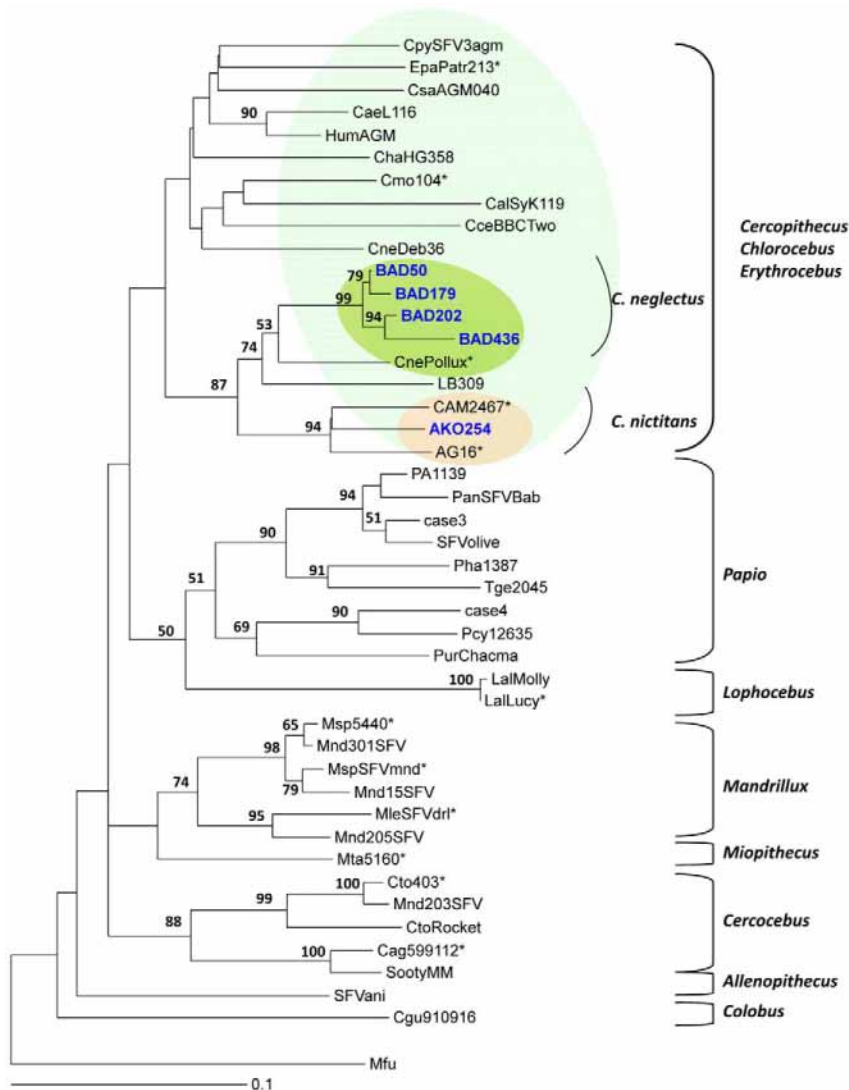 CpySFV3agm
EpaPatr213*
CsaAGM040
90
CaeL116
HumAGM
ChaHG358
Cmo104*
CalSyK119
CceBBCTwo
CneDeb36
Cercopithecus
Chlorocebus
Erythrocebus
BAD50
79
BAD179
99
BAD202
94
BAD436
C. neglectus
53
CnePollux*
74
LB309
87
CAM2467*
94
AKO254
AG16*
C. nictitans
PA1139
94
PanSFVBab
case3
51
SFVolive
90
Pha1387
91
Tge2045
51
case4
90
Pcy12635
69
PurChacma
50
Papio
LalMolly
100
LalLucy*
Lophocebus
Msp5440*
65
Mnd301SFV
98
MspSFVmnd*
79
Mnd15SFV
74
MleSFVdrl*
95
Mnd205SFV
Mandrillux
Mta5160*
Miopithecus
Cto403*
100
Mnd203SFV
99
CtoRocket
88
Cag599112*
100
SootyMM
Cercocebus
SFVani
Allenopithecus
Cgu910916
Colobus
Mfu
0.1